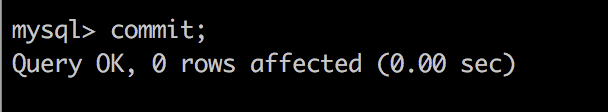 mysql> commit;
Query OK, 0 rows affected (0.00 sec)